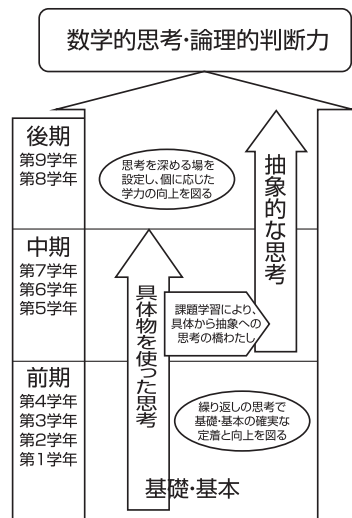 数学的思考・論理的判断力
後期
第9学年
第8学年
思考を深める場を
設定し、個に応じた
学力の向上を図る
抽象的な思考
中期
第7学年
第6学年
第5学年
具体物を使った思考
課題学習により、
具体から抽象への
思考の橋わたし
前期
第4学年
第3学年
第2学年
第1学年
繰り返しの思考で
基礎・基本の確実な
定着と向上を図る
基礎・基本